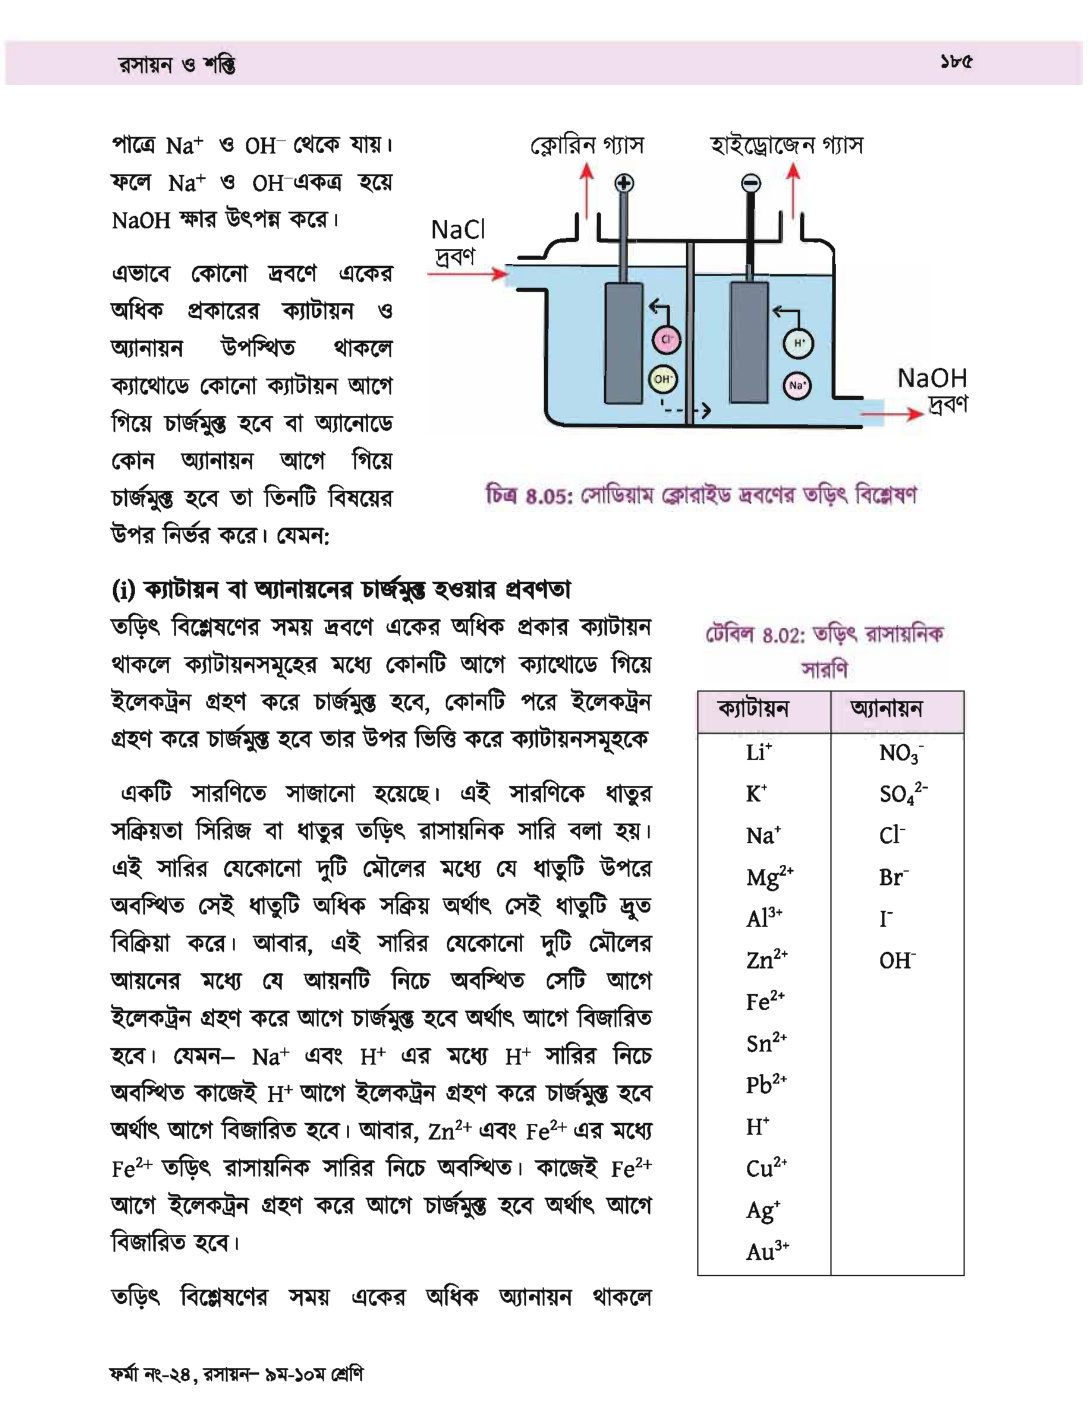 রসায়ন ও শক্তি
১৮৫
পাত্রে Na⁺ ও OH⁻ থেকে যায়।
ফলে Na⁺ ও OH⁻একত্র হয়ে
NaOH ক্ষার উৎপন্ন করে।
এভাবে কোনো দ্রবণে একের
অধিক প্রকারের ক্যাটায়ন ও
অ্যানায়ন উপস্থিত থাকলে
ক্যাথোডে কোনো ক্যাটায়ন আগে
গিয়ে চার্জমুক্ত হবে বা অ্যানোডে
কোন অ্যানায়ন আগে গিয়ে
চার্জমুক্ত হবে তা তিনটি বিষয়ের
উপর নির্ভর করে। যেমন:
ক্লোরিন গ্যাস
হাইড্রোজেন গ্যাস
+
−
NaCl
দ্রবণ
Cl⁻
H⁺
OH⁻
Na⁺
NaOH
দ্রবণ
চিত্র 8.05: সোডিয়াম ক্লোরাইড দ্রবণের তড়িৎ বিশ্লেষণ
(i) ক্যাটায়ন বা অ্যানায়নের চার্জমুক্ত হওয়ার প্রবণতা
তড়িৎ বিশ্লেষণের সময় দ্রবণে একের অধিক প্রকার ক্যাটায়ন
থাকলে ক্যাটায়নসমূহের মধ্যে কোনটি আগে ক্যাথোডে গিয়ে
ইলেকট্রন গ্রহণ করে চার্জমুক্ত হবে, কোনটি পরে ইলেকট্রন
গ্রহণ করে চার্জমুক্ত হবে তার উপর ভিত্তি করে ক্যাটায়নসমূহকে
একটি সারণিতে সাজানো হয়েছে। এই সারণিকে ধাতুর
সক্রিয়তা সিরিজ বা ধাতুর তড়িৎ রাসায়নিক সারি বলা হয়।
এই সারির যেকোনো দুটি মৌলের মধ্যে যে ধাতুটি উপরে
অবস্থিত সেই ধাতুটি অধিক সক্রিয় অর্থাৎ সেই ধাতুটি দ্রুত
বিক্রিয়া করে। আবার, এই সারির যেকোনো দুটি মৌলের
আয়নের মধ্যে যে আয়নটি নিচে অবস্থিত সেটি আগে
ইলেকট্রন গ্রহণ করে আগে চার্জমুক্ত হবে অর্থাৎ আগে বিজারিত
হবে। যেমন– Na⁺ এবং H⁺ এর মধ্যে H⁺ সারির নিচে
অবস্থিত কাজেই H⁺ আগে ইলেকট্রন গ্রহণ করে চার্জমুক্ত হবে
অর্থাৎ আগে বিজারিত হবে। আবার, Zn²⁺ এবং Fe²⁺ এর মধ্যে
Fe²⁺ তড়িৎ রাসায়নিক সারির নিচে অবস্থিত। কাজেই Fe²⁺
আগে ইলেকট্রন গ্রহণ করে আগে চার্জমুক্ত হবে অর্থাৎ আগে
বিজারিত হবে।
তড়িৎ বিশ্লেষণের সময় একের অধিক অ্যানায়ন থাকলে
টেবিল 8.02: তড়িৎ রাসায়নিক
সারণি
ক্যাটায়ন অ্যানায়ন
Li⁺ NO₃⁻
K⁺ SO₄²⁻
Na⁺ Cl⁻
Mg²⁺ Br⁻
Al³⁺ I⁻
Zn²⁺ OH⁻
Fe²⁺
Sn²⁺
Pb²⁺
H⁺
Cu²⁺
Ag⁺
Au³⁺
ফর্মা নং-২৪, রসায়ন– ৯ম-১০ম শ্রেণি